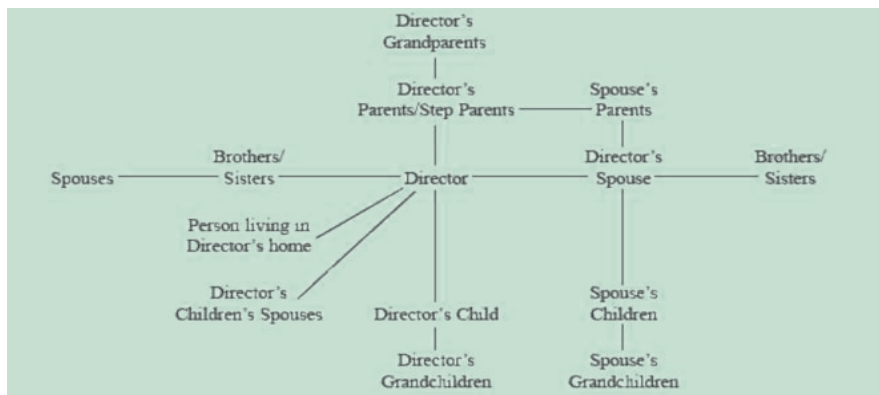 Director's
Grandparents
Director's
Parents/Step Parents
Spouse's
Parents
Spouses
Brothers/
Sisters
Director
Director's
Spouse
Brothers/
Sisters
Person living in
Director's home
Director's
Children's Spouses
Director's Child
Spouse's
Children
Director's
Grandchildren
Spouse's
Grandchildren